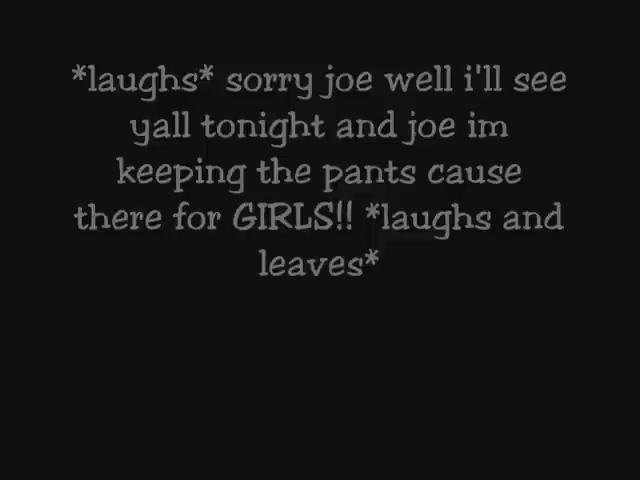 *laughs* sorry joe well i'll see
yall tonight and joe im
keeping the pants cause
there for GIRLS!! *laughs and
leaves*